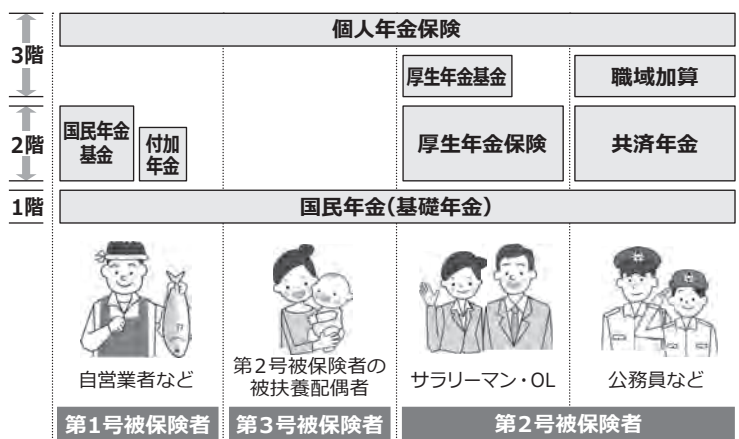 個人年金保険
3階
厚生年金基金
職域加算
2階
国民年金
基金
付加
年金
厚生年金保険
共済年金
1階
国民年金(基礎年金)
自営業者など
第2号被保険者の
被扶養配偶者
サラリーマン・OL
公務員など
第1号被保険者
第3号被保険者
第2号被保険者